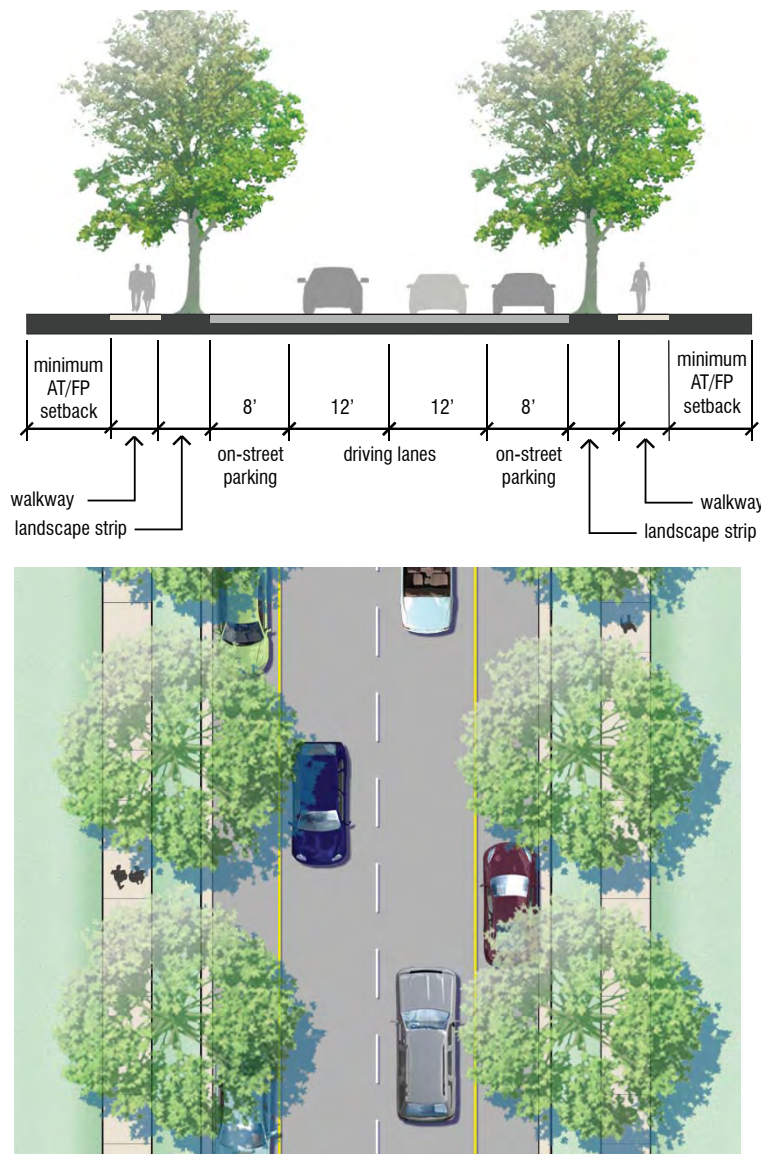 minimum
AT/FP
setback
8’
12’
12’
8’
minimum
AT/FP
setback
on-street
parking
driving lanes
on-street
parking
walkway
landscape strip
walkway
landscape strip